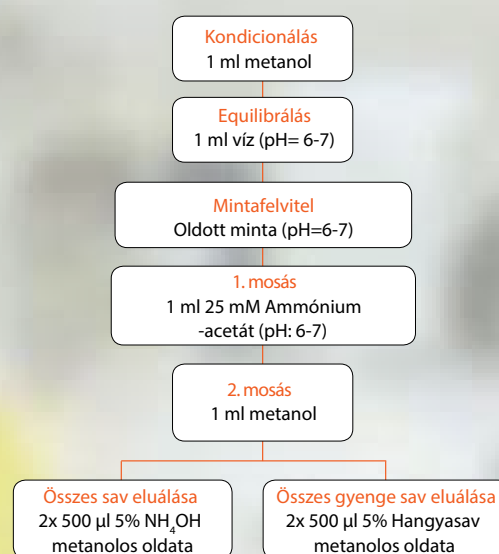 Kondicionálás
1 ml metanol
Equilibrálás
1 ml víz (pH= 6-7)
Mintafelvitel
Oldott minta (pH=6-7)
1. mosás
1 ml 25 mM Ammónium
-acetát (pH: 6-7)
2. mosás
1 ml metanol
Összes sav eluálása
2x 500 µl 5% NH₄OH
metanolos oldata
Összes gyenge sav eluálása
2x 500 µl 5% Hangyasav
metanolos oldata